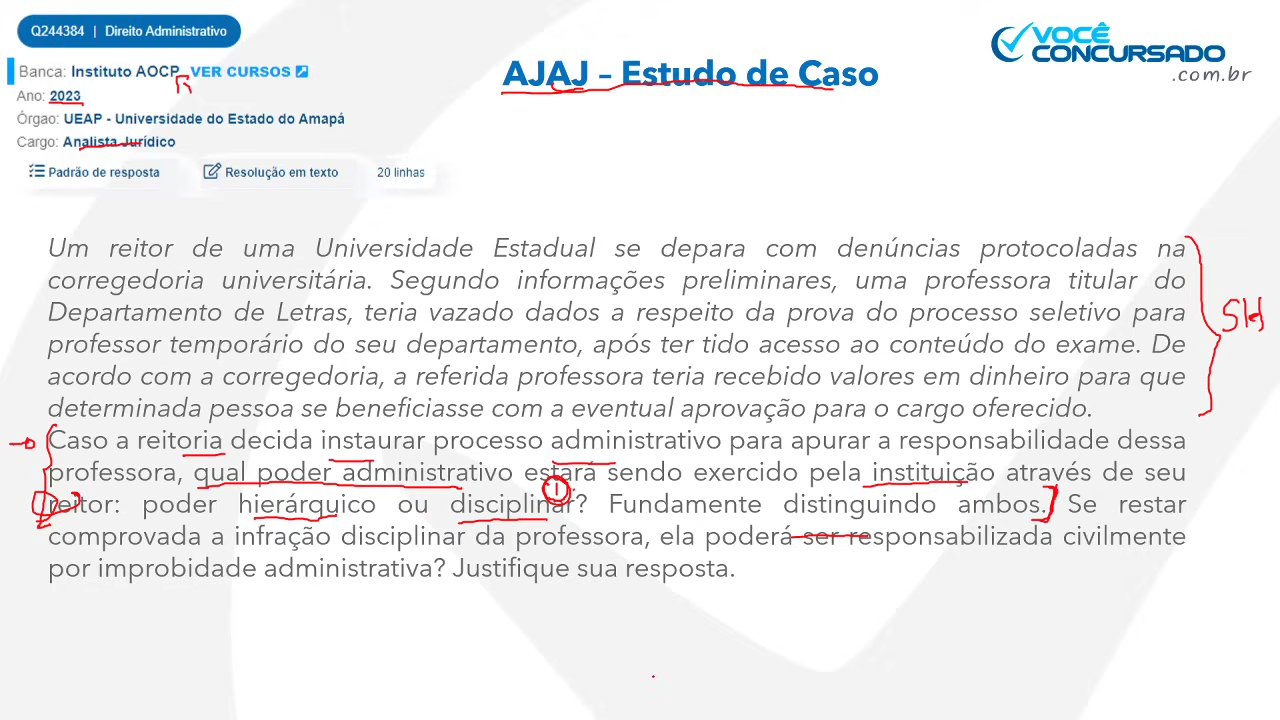 Q244384 | Direito Administrativo
Banca: Instituto AOCP VER CURSOS
Ano: 2023
Órgao: UEAP - Universidade do Estado do Amapá
Cargo: Analista Jurídico
Padrão de resposta Resolução em texto 20 linhas
AJAJ – Estudo de Caso
VOCÊ
CONCURSADO
.com.br
Um reitor de uma Universidade Estadual se depara com denúncias protocoladas na
corregedoria universitária. Segundo informações preliminares, uma professora titular do
Departamento de Letras, teria vazado dados a respeito da prova do processo seletivo para
professor temporário do seu departamento, após ter tido acesso ao conteúdo do exame. De
acordo com a corregedoria, a referida professora teria recebido valores em dinheiro para que
determinada pessoa se beneficiasse com a eventual aprovação para o cargo oferecido.
Caso a reitoria decida instaurar processo administrativo para apurar a responsabilidade dessa
professora, qual poder administrativo estará sendo exercido pela instituição através de seu
reitor: poder hierárquico ou disciplinar? Fundamente distinguindo ambos. Se restar
comprovada a infração disciplinar da professora, ela poderá ser responsabilizada civilmente
por improbidade administrativa? Justifique sua resposta.
1